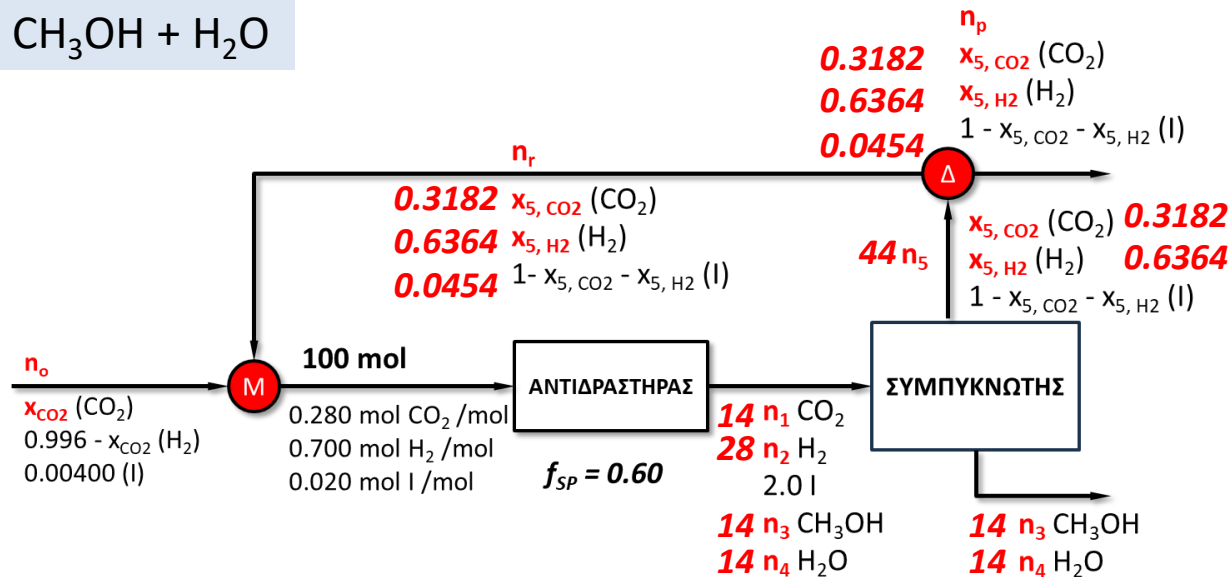 CH₃OH + H₂O
nₚ
0.3182 x₅, CO2 (CO₂)
0.6364 x₅, H2 (H₂)
0.0454 1 - x₅, CO2 - x₅, H2 (I)
Δ
nᵣ
0.3182 x₅, CO2 (CO₂)
0.6364 x₅, H2 (H₂)
0.0454 1- x₅, CO2 - x₅, H2 (I)
44 n₅
x₅, CO2 (CO₂) 0.3182
x₅, H2 (H₂) 0.6364
1 - x₅, CO2 - x₅, H2 (I)
nₒ
xCO2 (CO₂)
0.996 - xCO2 (H₂)
0.00400 (I)
M
100 mol
0.280 mol CO₂ /mol
0.700 mol H₂ /mol
0.020 mol I /mol
ΑΝΤΙΔΡΑΣΤΗΡΑΣ
fSP = 0.60
14 n₁ CO₂
28 n₂ H₂
2.0 I
14 n₃ CH₃OH
14 n₄ H₂O
ΣΥΜΠΥΚΝΩΤΗΣ
14 n₃ CH₃OH
14 n₄ H₂O